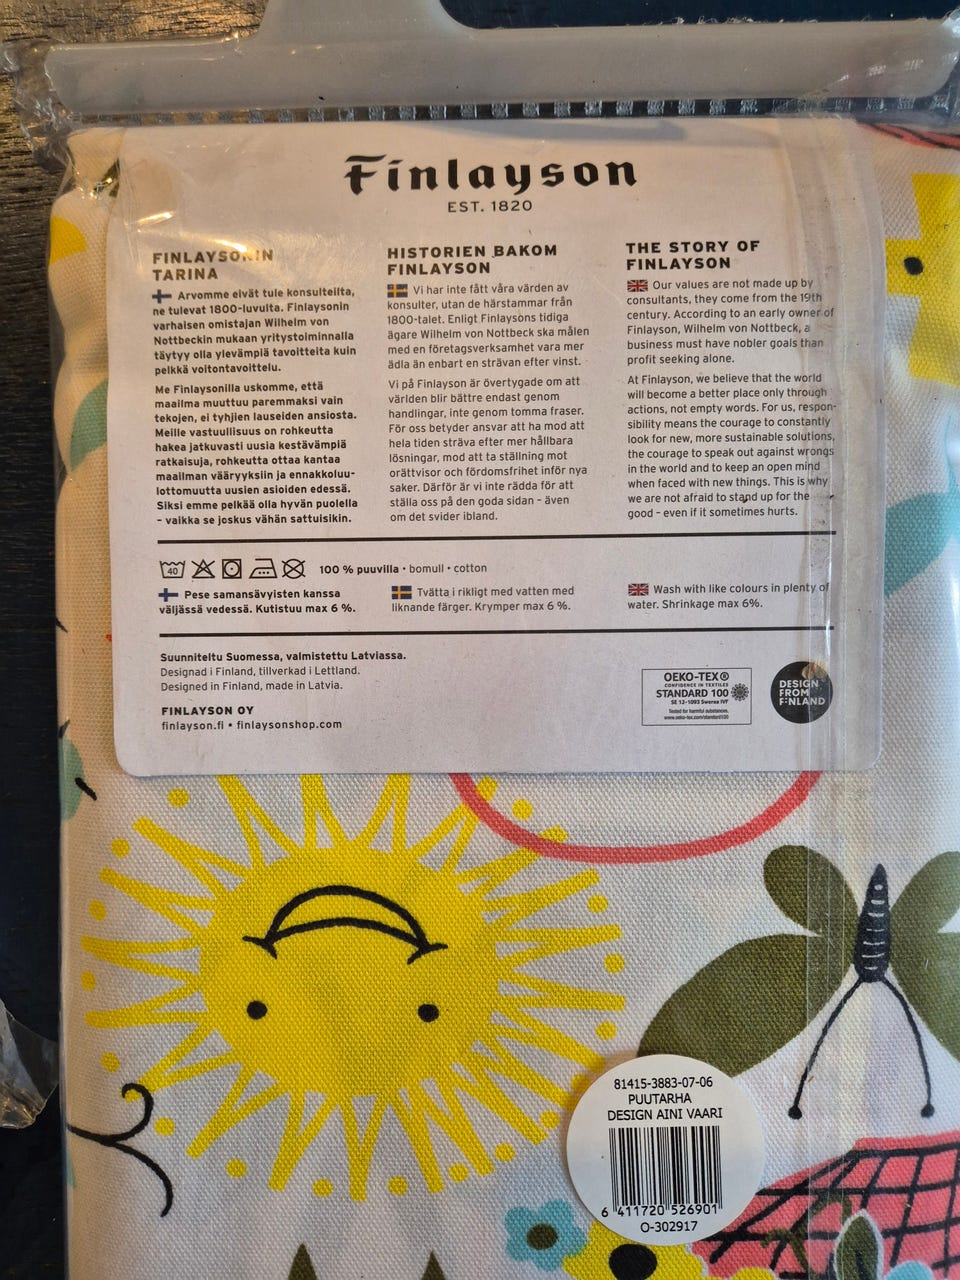 Finlayson
EST. 1820
FINLAYSONIN
TARINA
Arvomme eivät tule konsulteilta,
ne tulevat 1800-luvulta. Finlaysonin
varhaisen omistajan Wilhelm von
Nottbeckin mukaan yritystoiminnalla
täytyy olla ylevämpiä tavoitteita kuin
pelkkä voitontavoittelu.
Me Finlaysonilla uskomme, että
maailma muuttuu paremmaksi vain
tekojen, ei tyhjien lauseiden ansiosta.
Meille vastuullisuus on rohkeutta
hakea jatkuvasti uusia kestävämpiä
ratkaisuja, rohkeutta ottaa kantaa
maailman vääryyksiin ja ennakkoluu-
lottomuutta uusien asioiden edessä.
Siksi emme pelkää olla hyvän puolella
– vaikka se joskus vähän sattuisikin.
HISTORIEN BAKOM
FINLAYSON
Vi har inte fått våra värden av
konsulter, utan de härstammar från
1800-talet. Enligt Finlaysons tidiga
ägare Wilhelm von Nottbeck ska målen
med en företagsverksamhet vara mer
ädla än enbart en strävan efter vinst.
Vi på Finlayson är övertygade om att
världen blir bättre endast genom
handlingar, inte genom tomma fraser.
För oss betyder ansvar att ha mod att
hela tiden sträva efter mer hållbara
lösningar, mod att ta ställning mot
orättvisor och fördomsfrihet inför nya
saker. Därför är vi inte rädda för att
ställa oss på den goda sidan – även
om det svider ibland.
THE STORY OF
FINLAYSON
Our values are not made up by
consultants, they come from the 19th
century. According to an early owner of
Finlayson, Wilhelm von Nottbeck, a
business must have nobler goals than
profit seeking alone.
At Finlayson, we believe that the world
will become a better place only through
actions, not empty words. For us, respon-
sibility means the courage to constantly
look for new, more sustainable solutions,
the courage to speak out against wrongs
in the world and to keep an open mind
when faced with new things. This is why
we are not afraid to stand up for the
good – even if it sometimes hurts.
40
100 % puuvilla • bomull • cotton
Pese samansävyisten kanssa
väljässä vedessä. Kutistuu max 6 %.
Tvätta i rikligt med vatten med
liknande färger. Krymper max 6 %.
Wash with like colours in plenty of
water. Shrinkage max 6%.
Suunniteltu Suomessa, valmistettu Latviassa.
Designad i Finland, tillverkad i Lettland.
Designed in Finland, made in Latvia.
FINLAYSON OY
finlayson.fi • finlaysonshop.com
OEKO-TEX®
CONFIDENCE IN TEXTILES
STANDARD 100
SE 12-1093 Swerea IVF
Tested for harmful substances.
www.oeko-tex.com/standard100
DESIGN
FROM
FINLAND
81415-3883-07-06
PUUTARHA
DESIGN AINI VAARI
6 411720 526901
O-302917